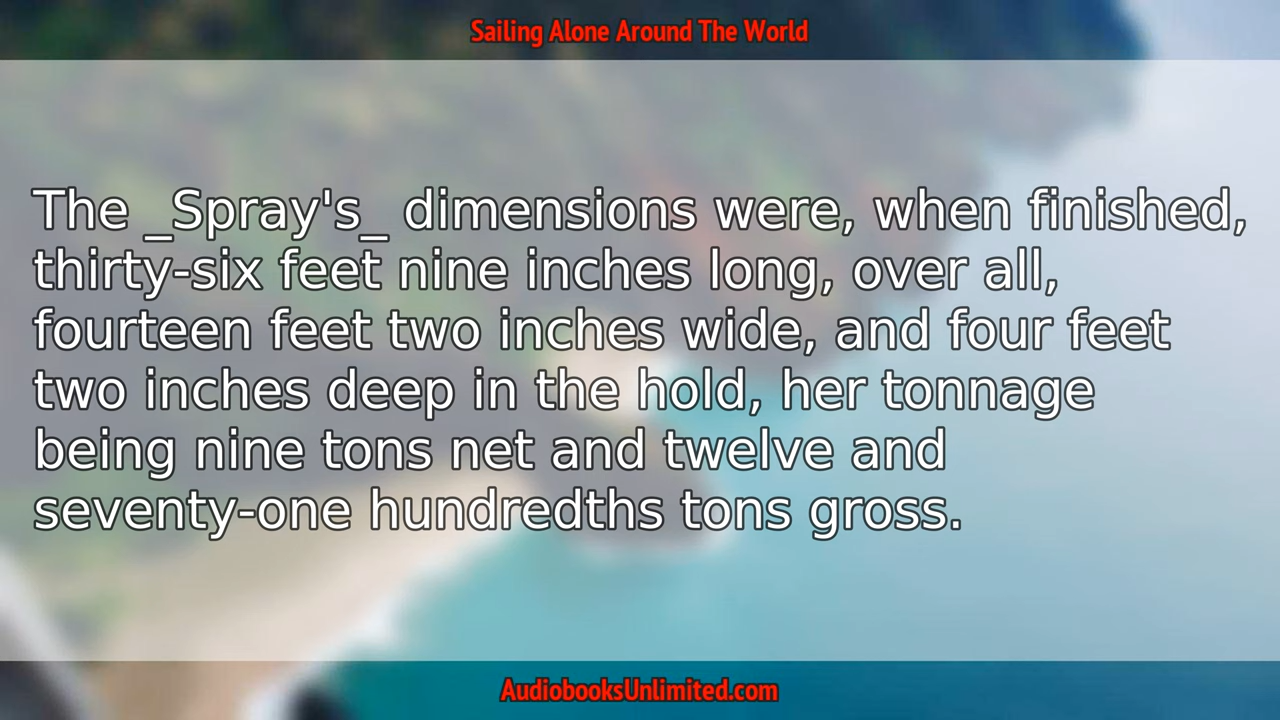 Sailing Alone Around The World
The _Spray's_ dimensions were, when finished,
thirty-six feet nine inches long, over all,
fourteen feet two inches wide, and four feet
two inches deep in the hold, her tonnage
being nine tons net and twelve and
seventy-one hundredths tons gross.
AudiobooksUnlimited.com